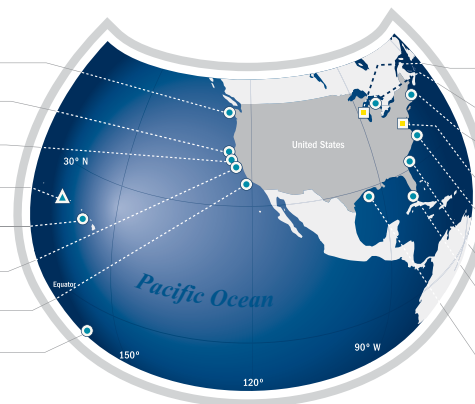 United States
30° N
Equator
Pacific Ocean
150°
90° W
120°